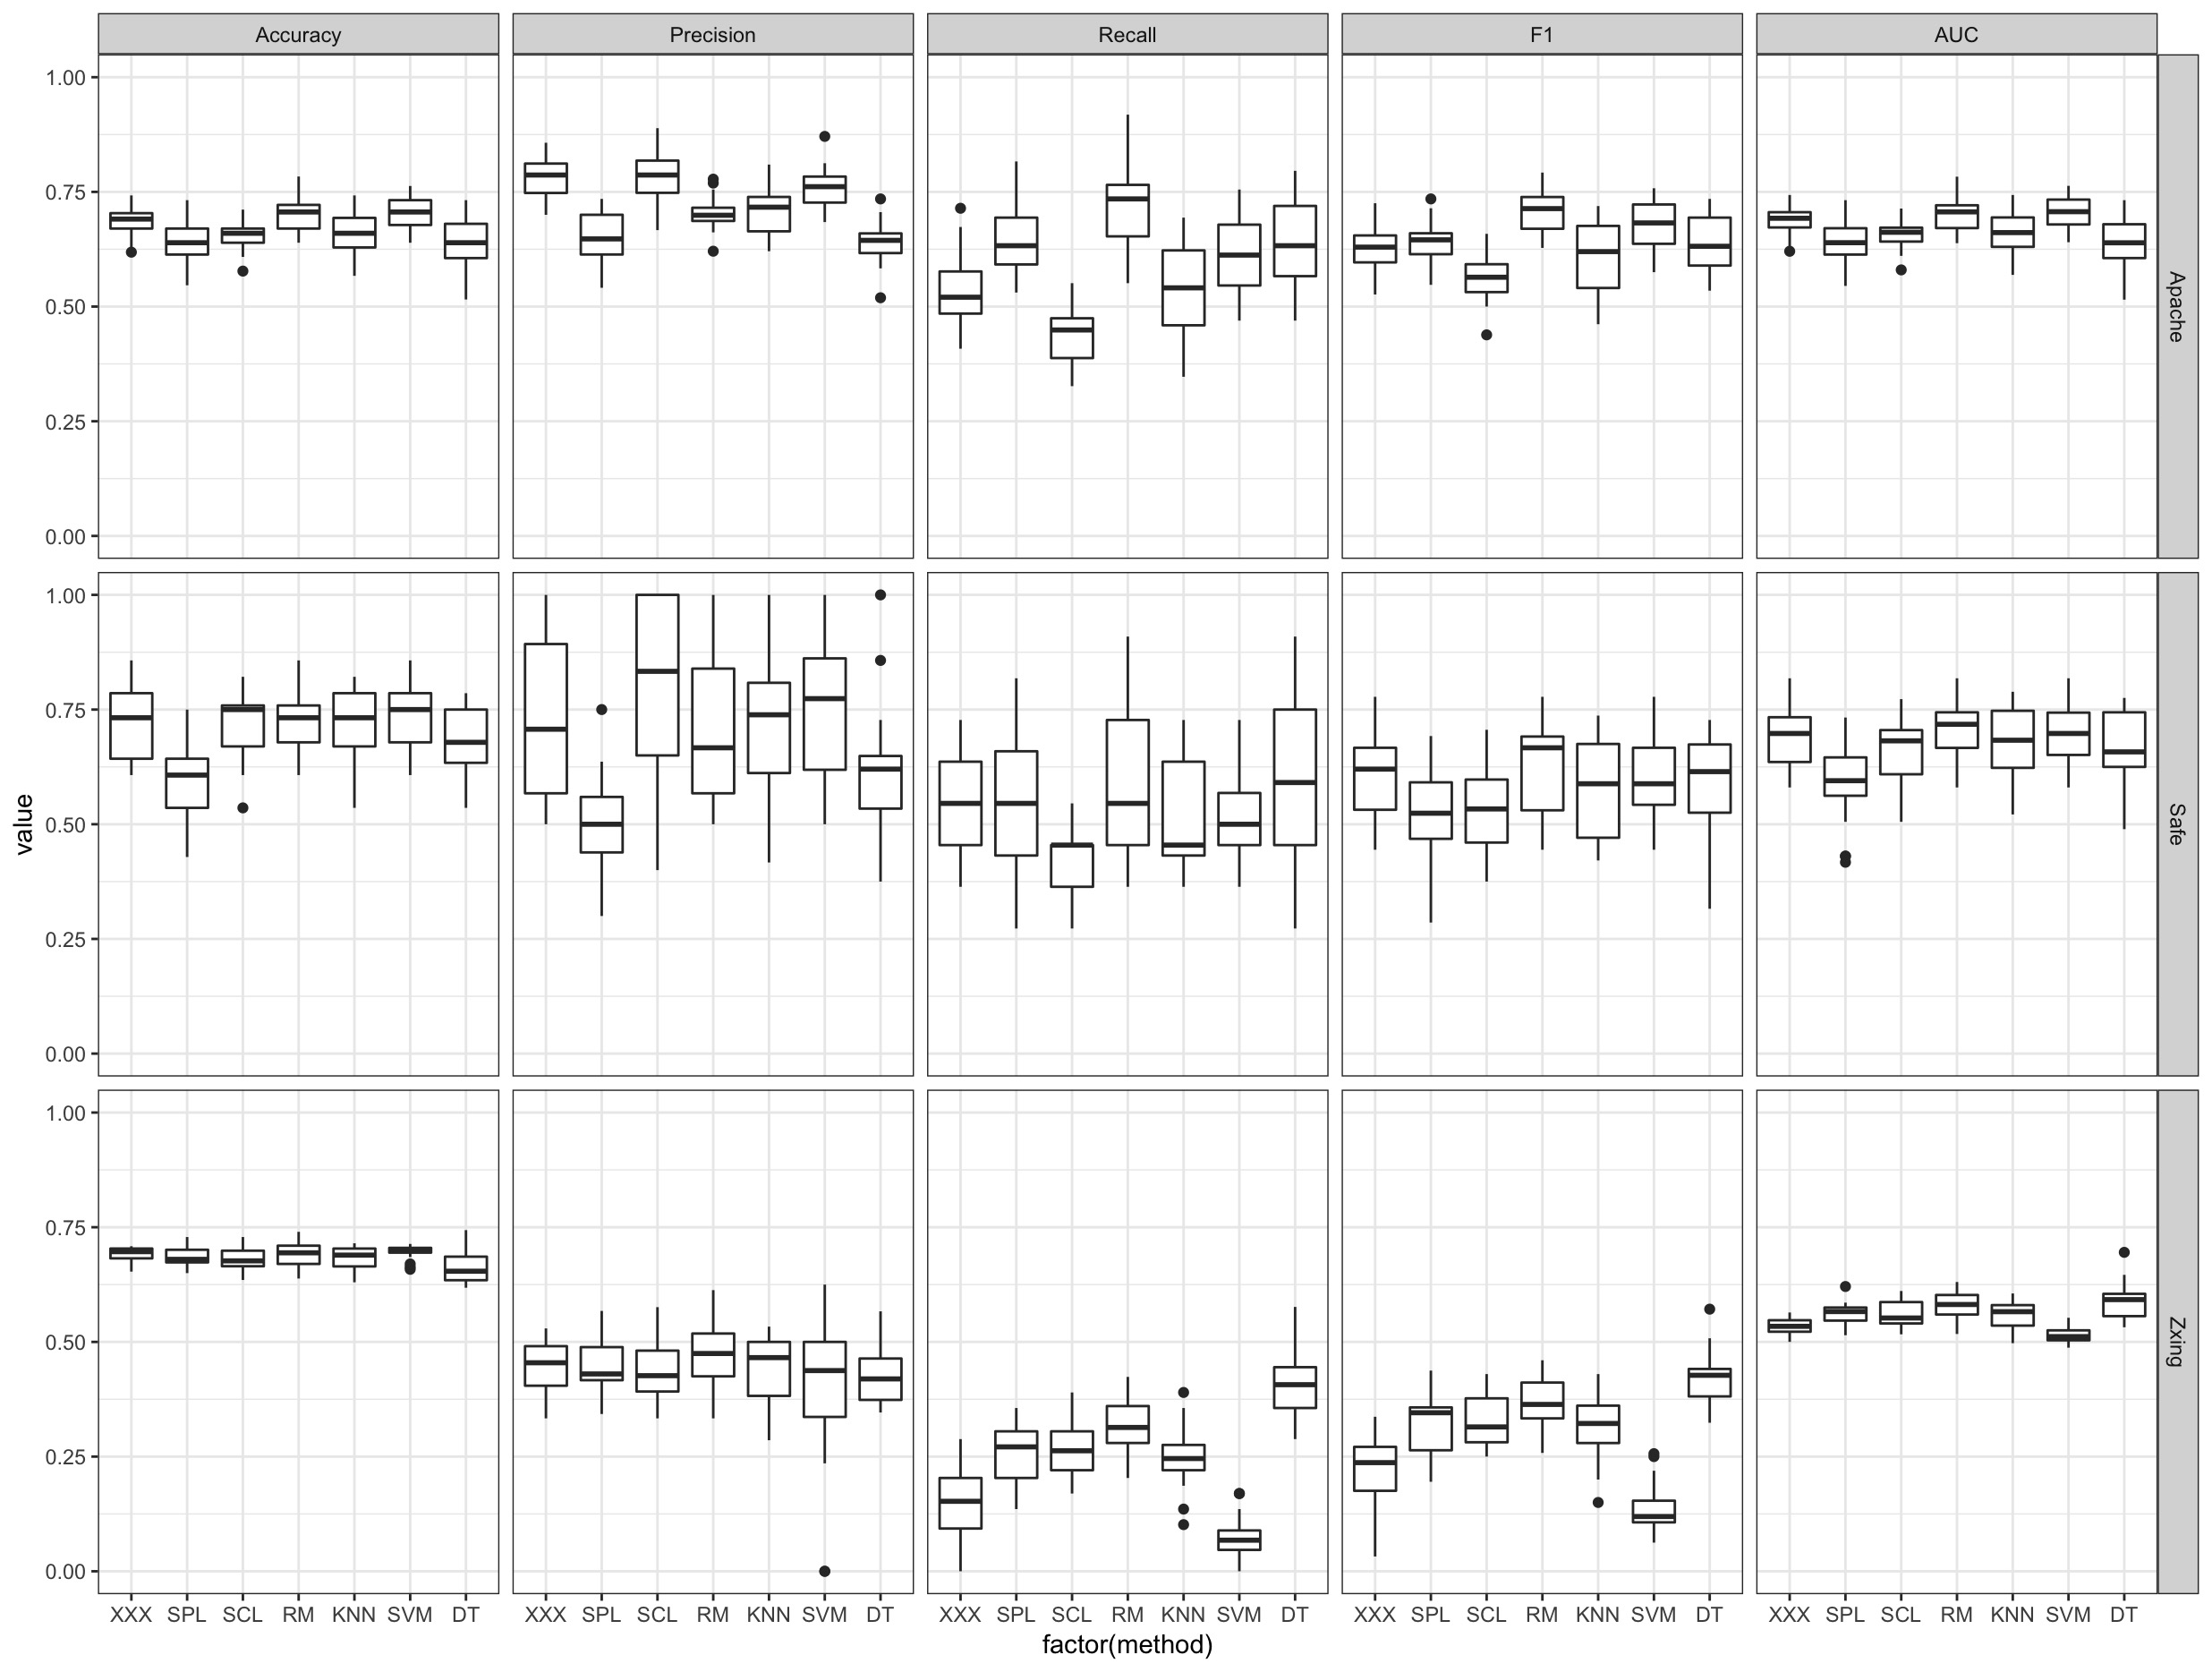 Accuracy Precision Recall F1 AUC
1.00
0.75
0.50
0.25
0.00
Apache
1.00
0.75
0.50
0.25
0.00
Safe
value
1.00
0.75
0.50
0.25
0.00
Zxing
XXX SPL SCL RM KNN SVM DT XXX SPL SCL RM KNN SVM DT XXX SPL SCL RM KNN SVM DT XXX SPL SCL RM KNN SVM DT XXX SPL SCL RM KNN SVM DT
factor(method)